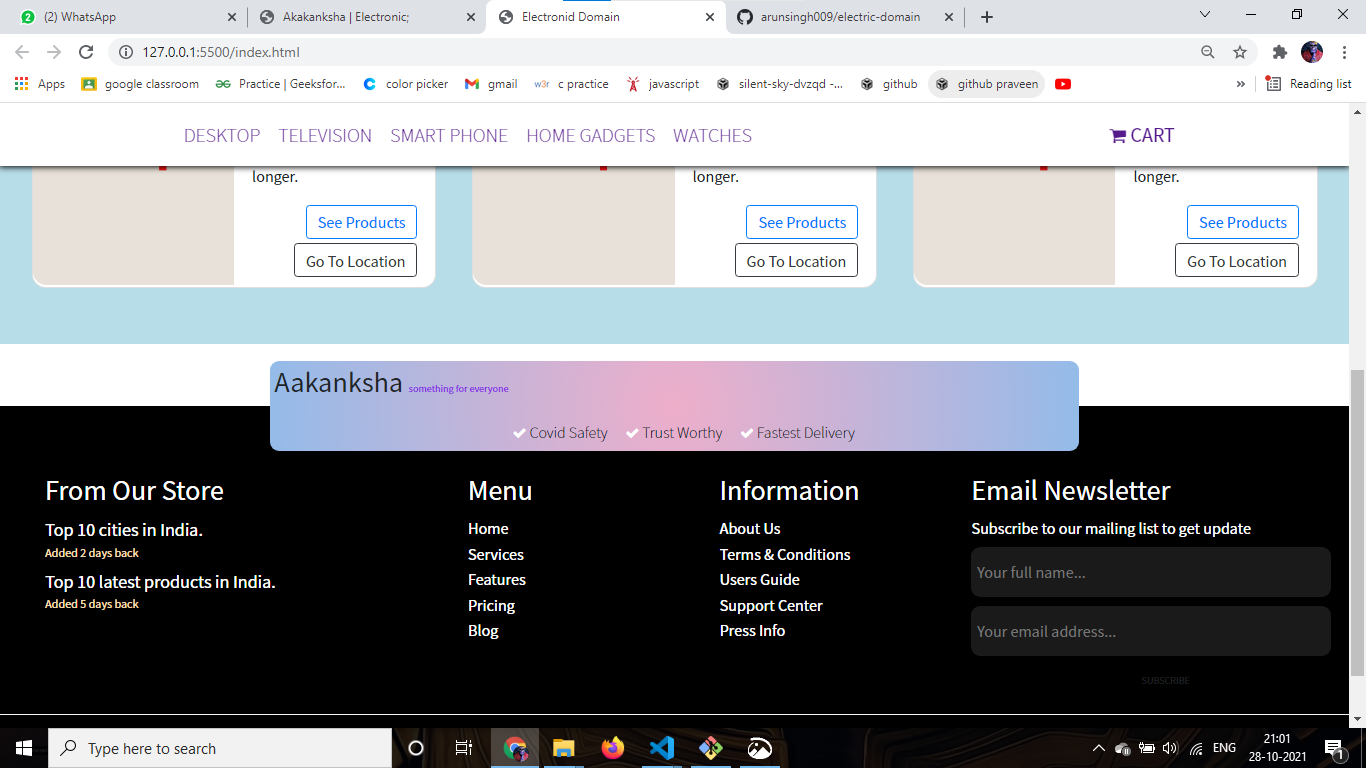 (2) WhatsApp
Akakanksha | Electronic;
Electronid Domain
arunsingh009/electric-domain
127.0.0.1:5500/index.html
Apps
google classroom
Practice | Geeksfor...
color picker
gmail
w3r c practice
javascript
silent-sky-dvzqd -...
github
github praveen
»
Reading list
DESKTOP TELEVISION SMART PHONE HOME GADGETS WATCHES CART
longer. longer. longer.
See Products See Products See Products
Go To Location Go To Location Go To Location
Aakanksha something for everyone
Covid Safety Trust Worthy Fastest Delivery
From Our Store
Top 10 cities in India.
Added 2 days back
Top 10 latest products in India.
Added 5 days back
Menu
Home
Services
Features
Pricing
Blog
Information
About Us
Terms & Conditions
Users Guide
Support Center
Press Info
Email Newsletter
Subscribe to our mailing list to get update
Your full name...
Your email address...
SUBSCRIBE
Type here to search
ENG
21:01
28-10-2021
1